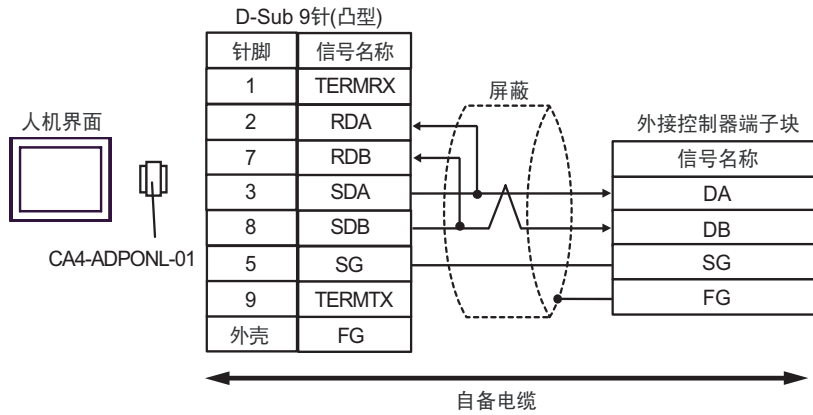 D-Sub 9针(凸型)
针脚 信号名称
1 TERMRX
2 RDA
7 RDB
3 SDA
8 SDB
5 SG
9 TERMTX
外壳 FG
人机界面
CA4-ADPONL-01
屏蔽
外接控制器端子块
信号名称
DA
DB
SG
FG
自备电缆